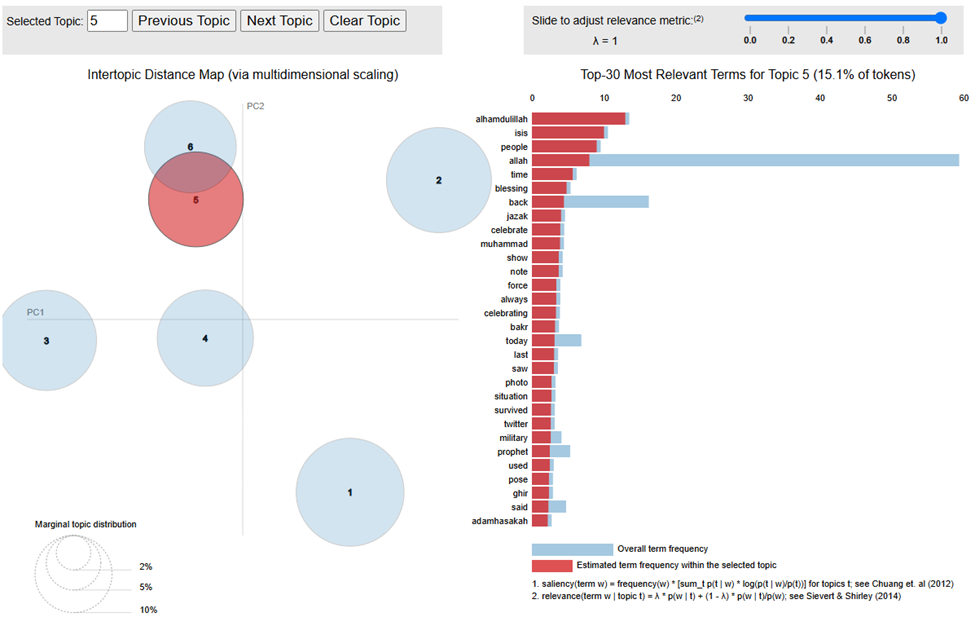 Selected Topic: 5 Previous Topic Next Topic Clear Topic
Slide to adjust relevance metric:(2)
λ = 1
0.0 0.2 0.4 0.6 0.8 1.0
Intertopic Distance Map (via multidimensional scaling)
PC2
PC1
6
5
2
3
4
1
Marginal topic distribution
2%
5%
10%
Top-30 Most Relevant Terms for Topic 5 (15.1% of tokens)
0 10 20 30 40 50 60
alhamdulillah
isis
people
allah
time
blessing
back
jazak
celebrate
muhammad
show
note
force
always
celebrating
bakr
today
last
saw
photo
situation
survived
twitter
military
prophet
used
pose
ghir
said
adamhasakah
Overall term frequency
Estimated term frequency within the selected topic
1. saliency(term w) = frequency(w) * [sum_t p(t | w) * log(p(t | w)/p(t))] for topics t; see Chuang et. al (2012)
2. relevance(term w | topic t) = λ * p(w | t) + (1 - λ) * p(w | t)/p(w); see Sievert & Shirley (2014)